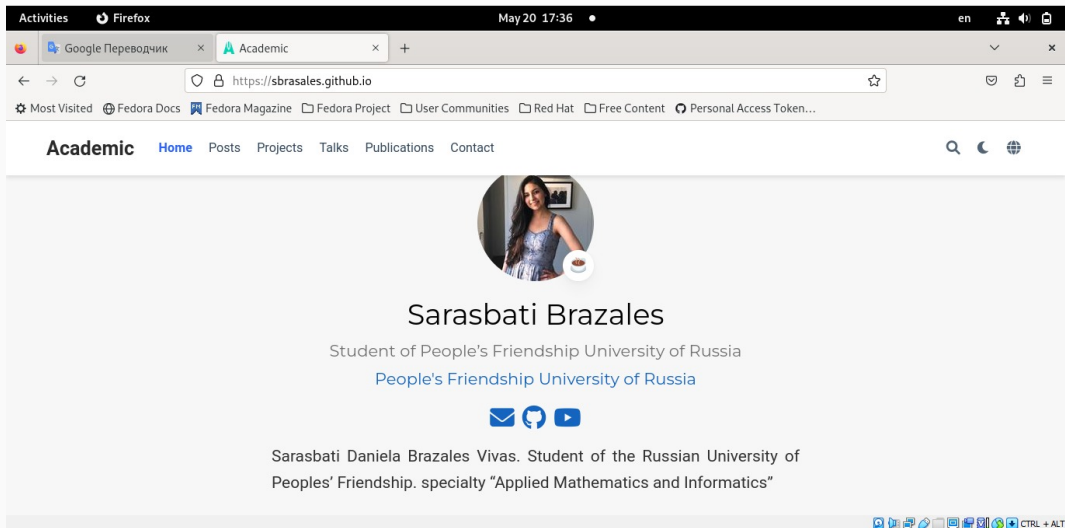 Activities Firefox May 20 17:36 en
Google Переводчик × Academic × + ×
https://sbrasales.github.io
Most Visited Fedora Docs Fedora Magazine Fedora Project User Communities Red Hat Free Content Personal Access Token...
Academic Home Posts Projects Talks Publications Contact
Sarasbati Brazales
Student of People's Friendship University of Russia
People's Friendship University of Russia
Sarasbati Daniela Brazales Vivas. Student of the Russian University of
Peoples' Friendship. specialty “Applied Mathematics and Informatics”
CTRL + ALT